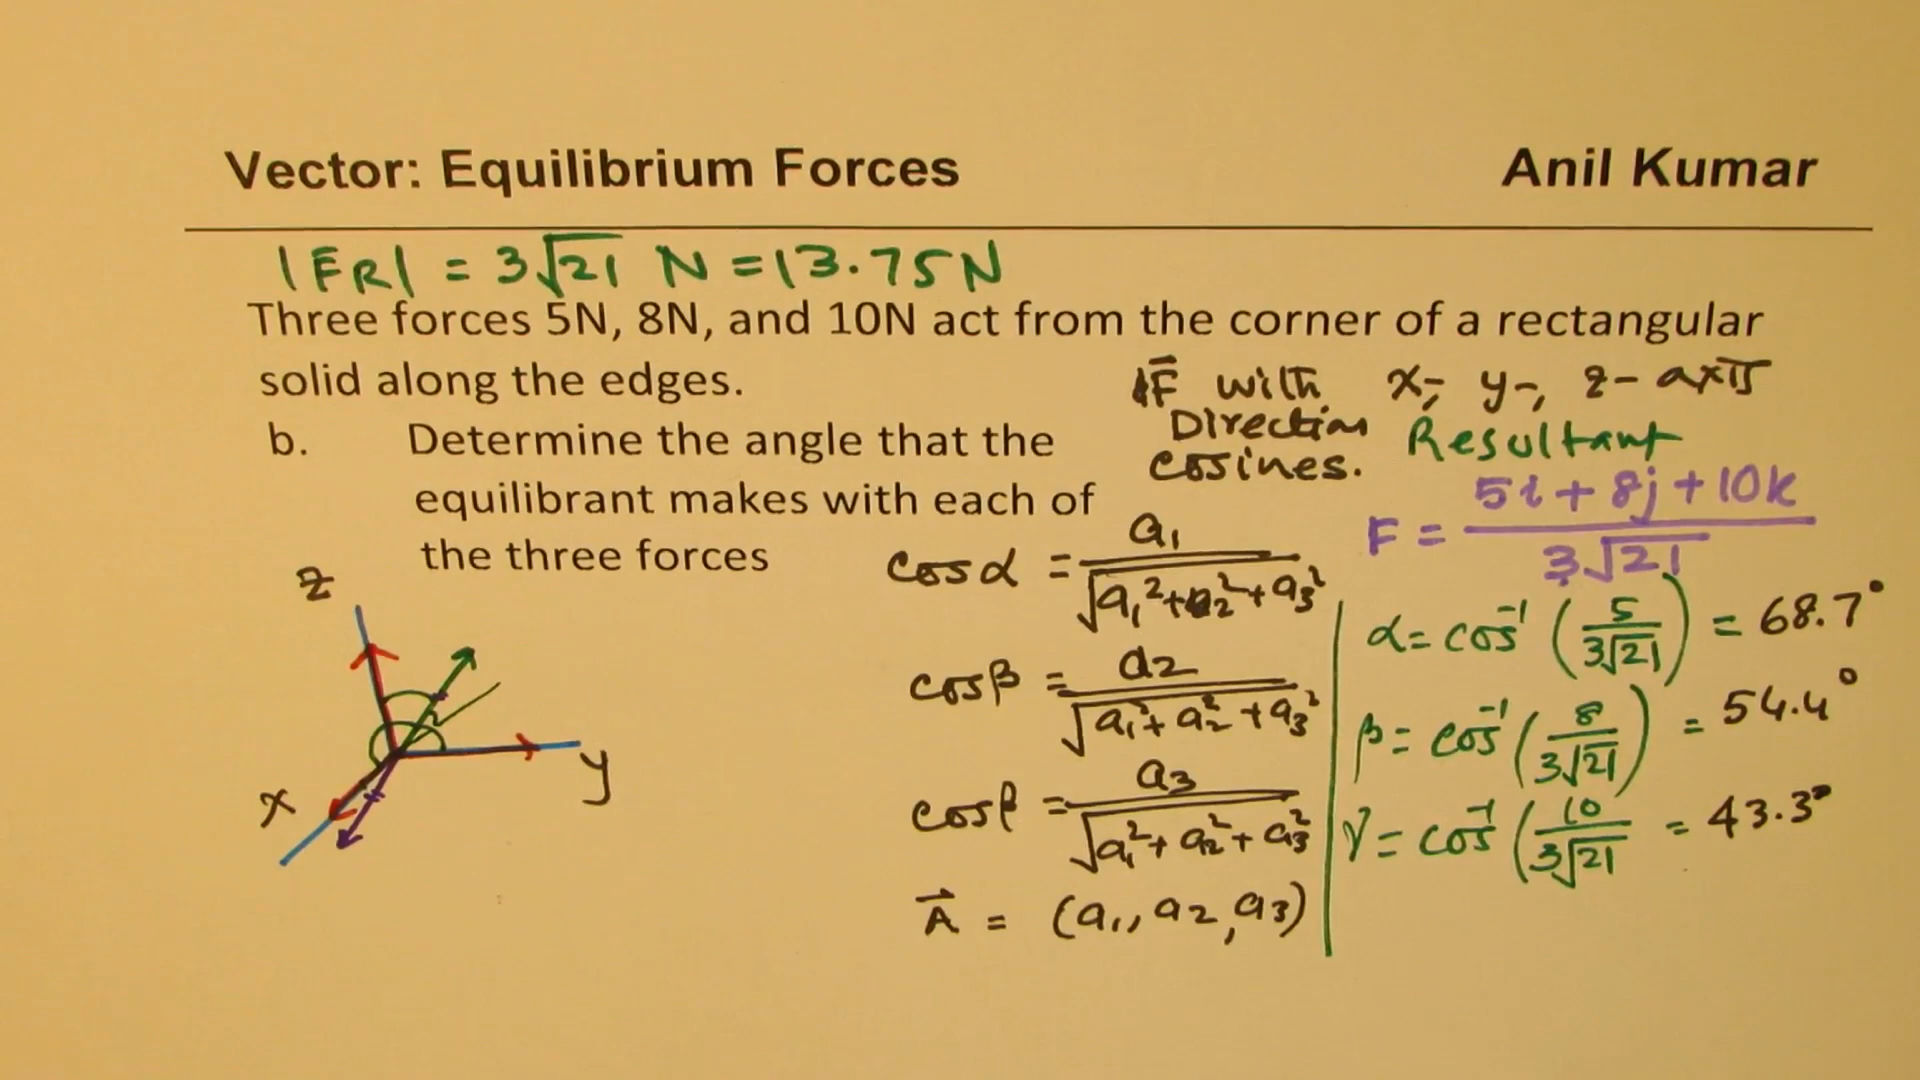 Vector: Equilibrium Forces Anil Kumar
|FR| = 3√21 N = 13.75N
Three forces 5N, 8N, and 10N act from the corner of a rectangular
solid along the edges.
F⃗ with x-, y-, z-axis
Direction
cosines.
Resultant
b. Determine the angle that the
equilibrant makes with each of
the three forces
F = (5i + 8j + 10k) / (3√21)
cosα = a₁ / √(a₁² + a₂² + a₃²)
cosβ = a₂ / √(a₁² + a₂² + a₃²)
cosβ = a₃ / √(a₁² + a₂² + a₃²)
A⃗ = (a₁, a₂, a₃)
α = cos⁻¹ (5 / 3√21) = 68.7°
β = cos⁻¹ (8 / 3√21) = 54.4°
γ = cos⁻¹ (10 / 3√21 = 43.3°
z
x
y